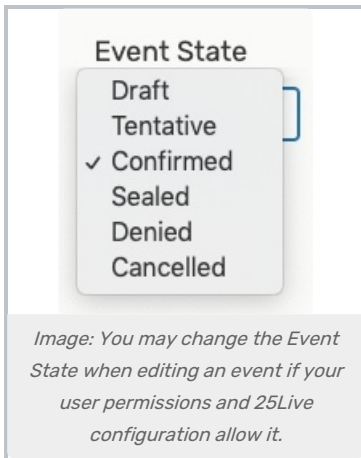 Event State
Draft
Tentative
✓ Confirmed
Sealed
Denied
Cancelled
Image: You may change the Event
State when editing an event if your
user permissions and 25Live
configuration allow it.